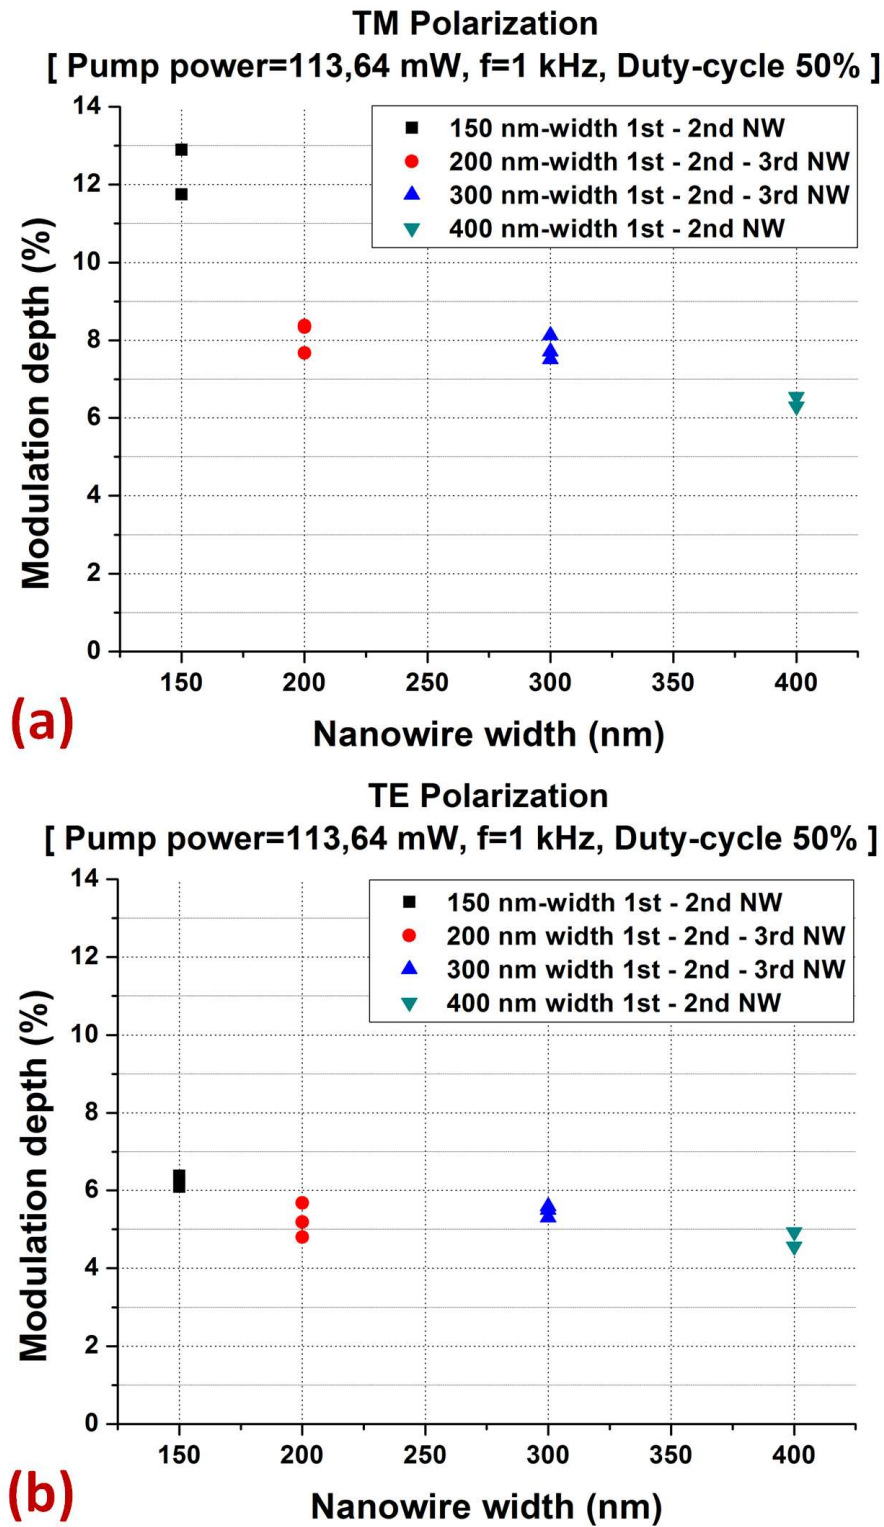 TM Polarization
[ Pump power=113,64 mW, f=1 kHz, Duty-cycle 50% ]
150 nm-width 1st - 2nd NW
200 nm-width 1st - 2nd - 3rd NW
300 nm-width 1st - 2nd - 3rd NW
400 nm-width 1st - 2nd NW
Modulation depth (%)
14
12
10
8
6
4
2
0
150 200 250 300 350 400
Nanowire width (nm)
(a)
TE Polarization
[ Pump power=113,64 mW, f=1 kHz, Duty-cycle 50% ]
150 nm-width 1st - 2nd NW
200 nm width 1st - 2nd - 3rd NW
300 nm width 1st - 2nd - 3rd NW
400 nm width 1st - 2nd NW
Modulation depth (%)
14
12
10
8
6
4
2
0
150 200 250 300 350 400
Nanowire width (nm)
(b)